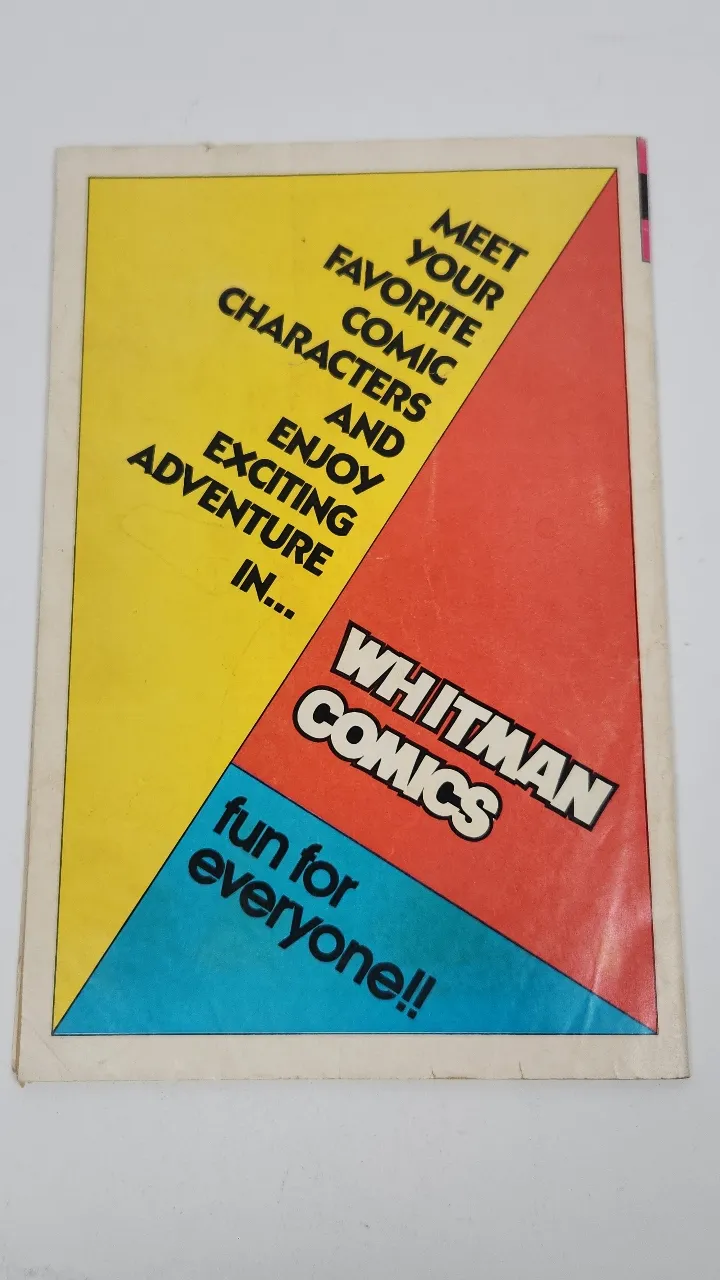 MEET
YOUR
FAVORITE
COMIC
CHARACTERS
AND
ENJOY
EXCITING
ADVENTURE
IN...
WHITMAN
COMICS
fun for
everyone!!